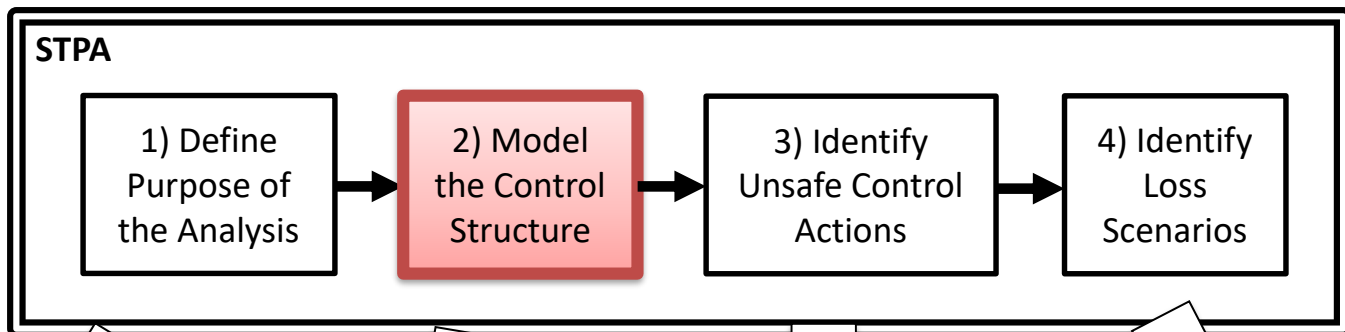 STPA
1) Define
Purpose of
the Analysis
2) Model
the Control
Structure
3) Identify
Unsafe Control
Actions
4) Identify
Loss
Scenarios